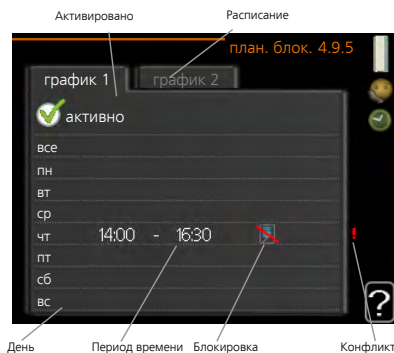 Активировано Расписание
план. блок. 4.9.5
график 1 график 2
активно
все
пн
вт
ср
чт 14:00 - 16:30 !
пт
сб
вс
?
День Период времени Блокировка Конфликт